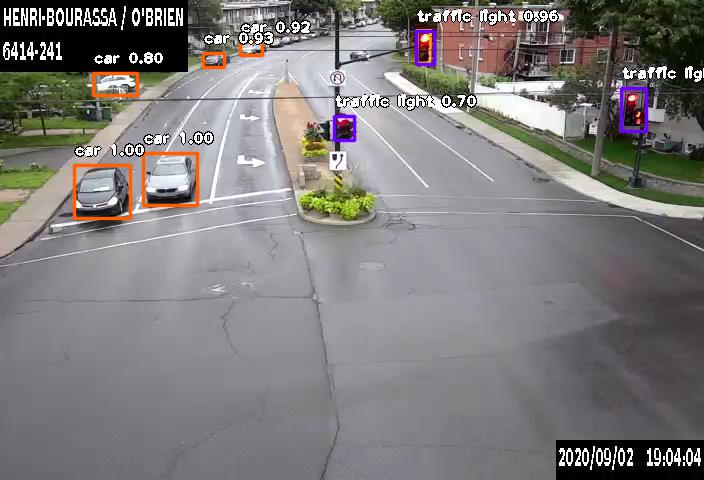 HENRI-BOURASSA / O'BRIEN
6414-241
traffic light 0.96
car 0.92
car 0.93
car 0.80
traffic lig
traffic light 0.70
car 1.00
car 1.00
2020/09/02 19:04:04